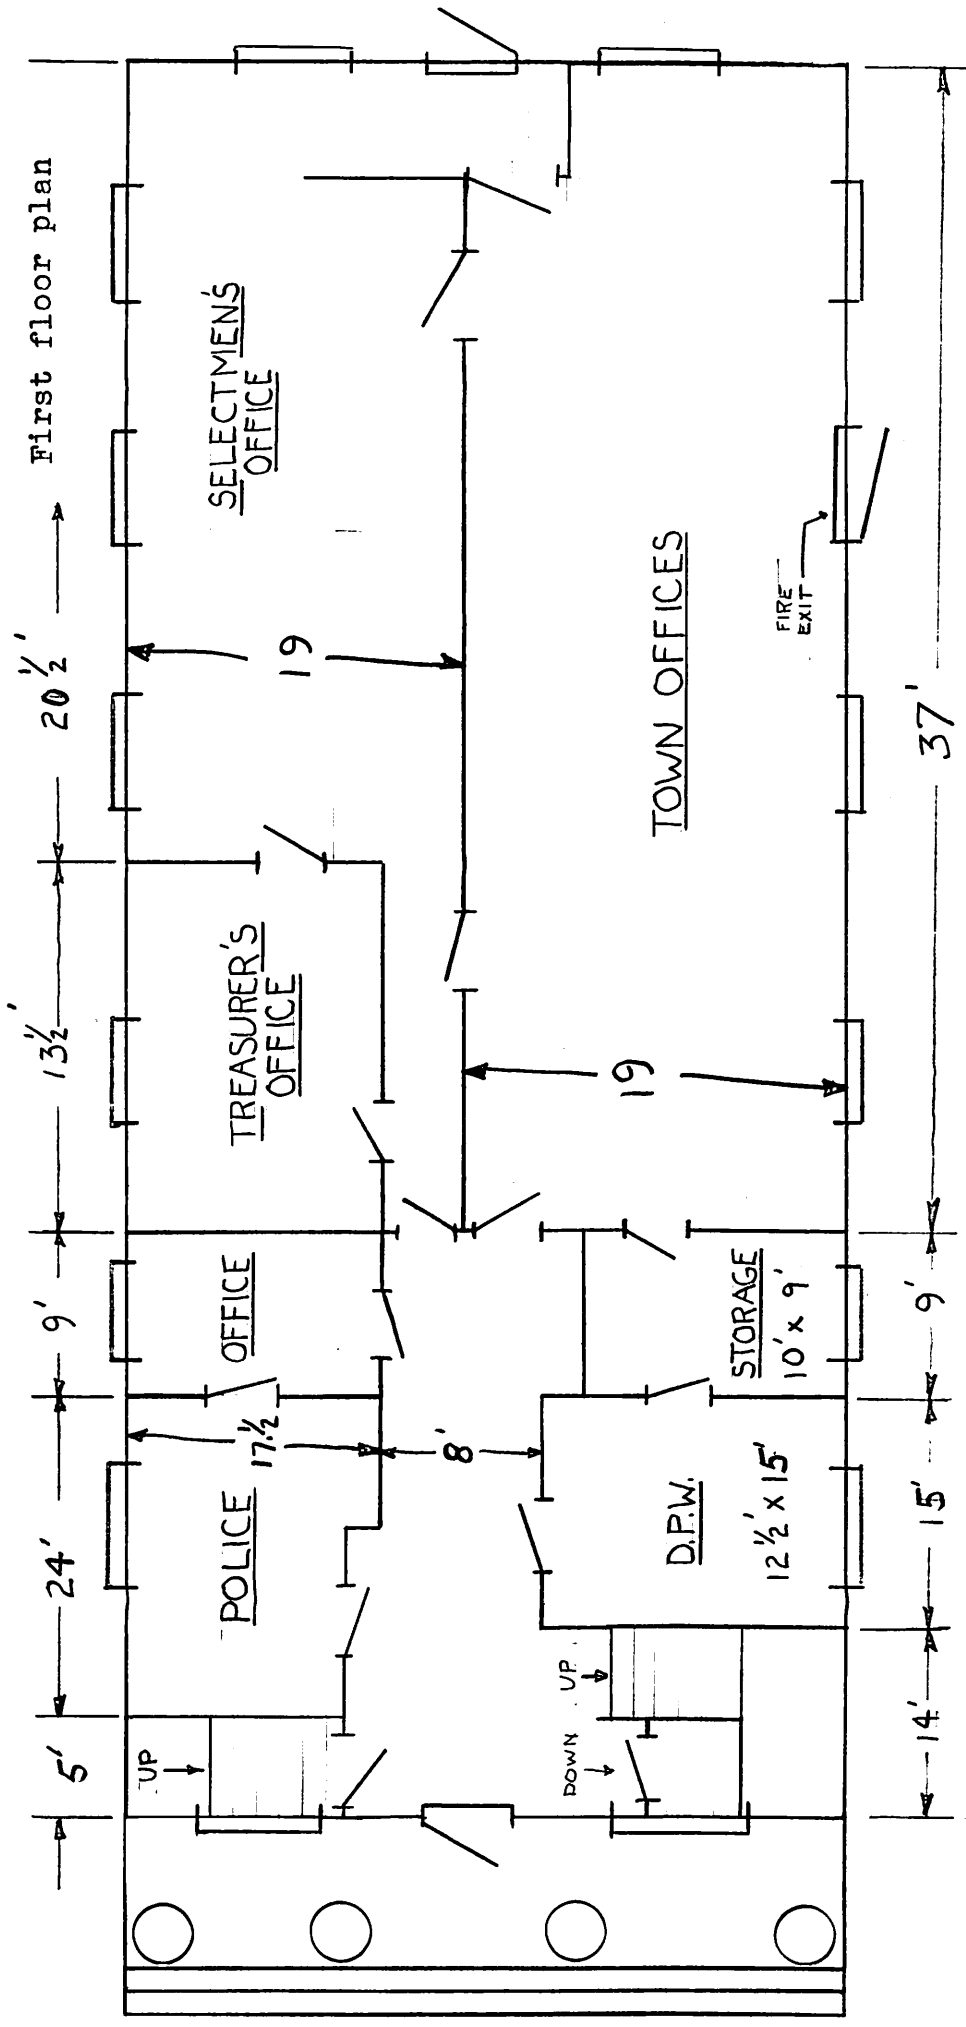 First floor plan
5'
24'
9'
13½'
20½'
UP
POLICE
17½
OFFICE
TREASURER'S
OFFICE
SELECTMEN'S
OFFICE
19
8'
19
TOWN OFFICES
DOWN
UP
D.P.W.
12½' x 15'
STORAGE
10' x 9'
FIRE
EXIT
14'
15'
9'
37'